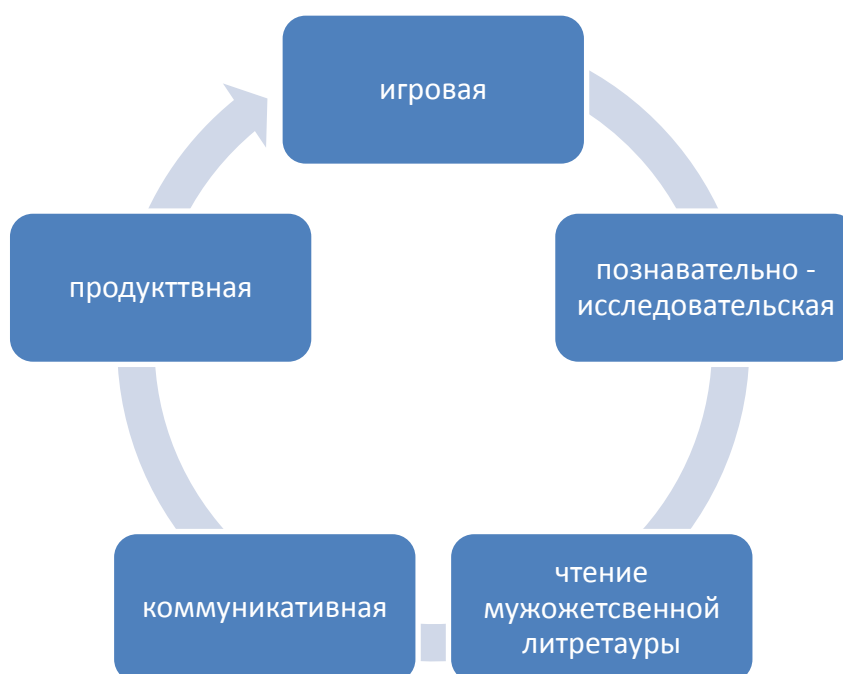 игровая
познавательно -
исследовательская
чтение
мужожетсвенной
литретауры
коммуникативная
продукттвная